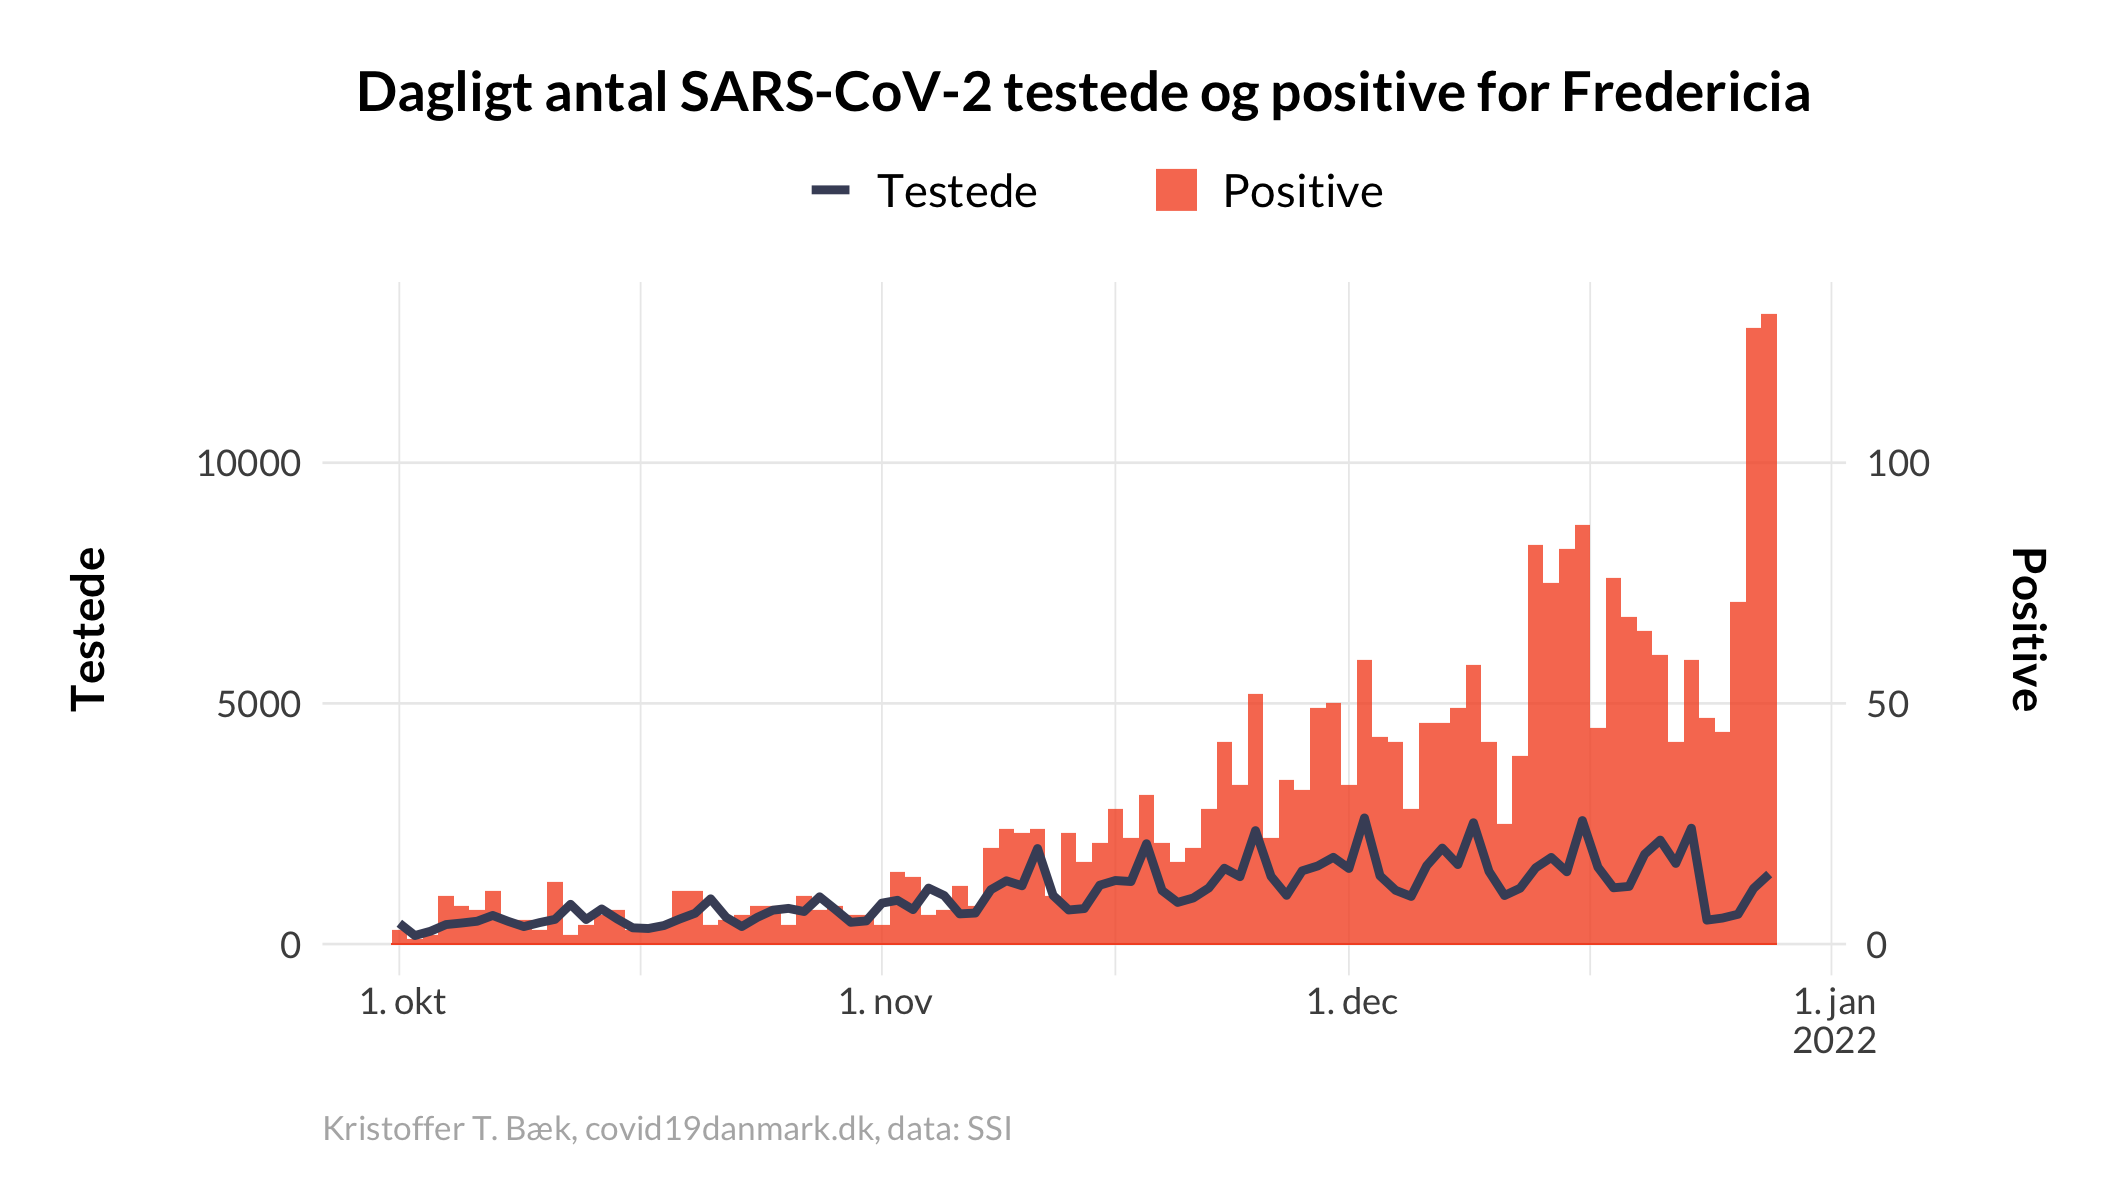 Dagligt antal SARS-CoV-2 testede og positive for Fredericia
Testede
Positive
10000
5000
0
Testede
100
50
0
Positive
1. okt
1. nov
1. dec
1. jan
2022
Kristoffer T. Bæk, covid19danmark.dk, data: SSI